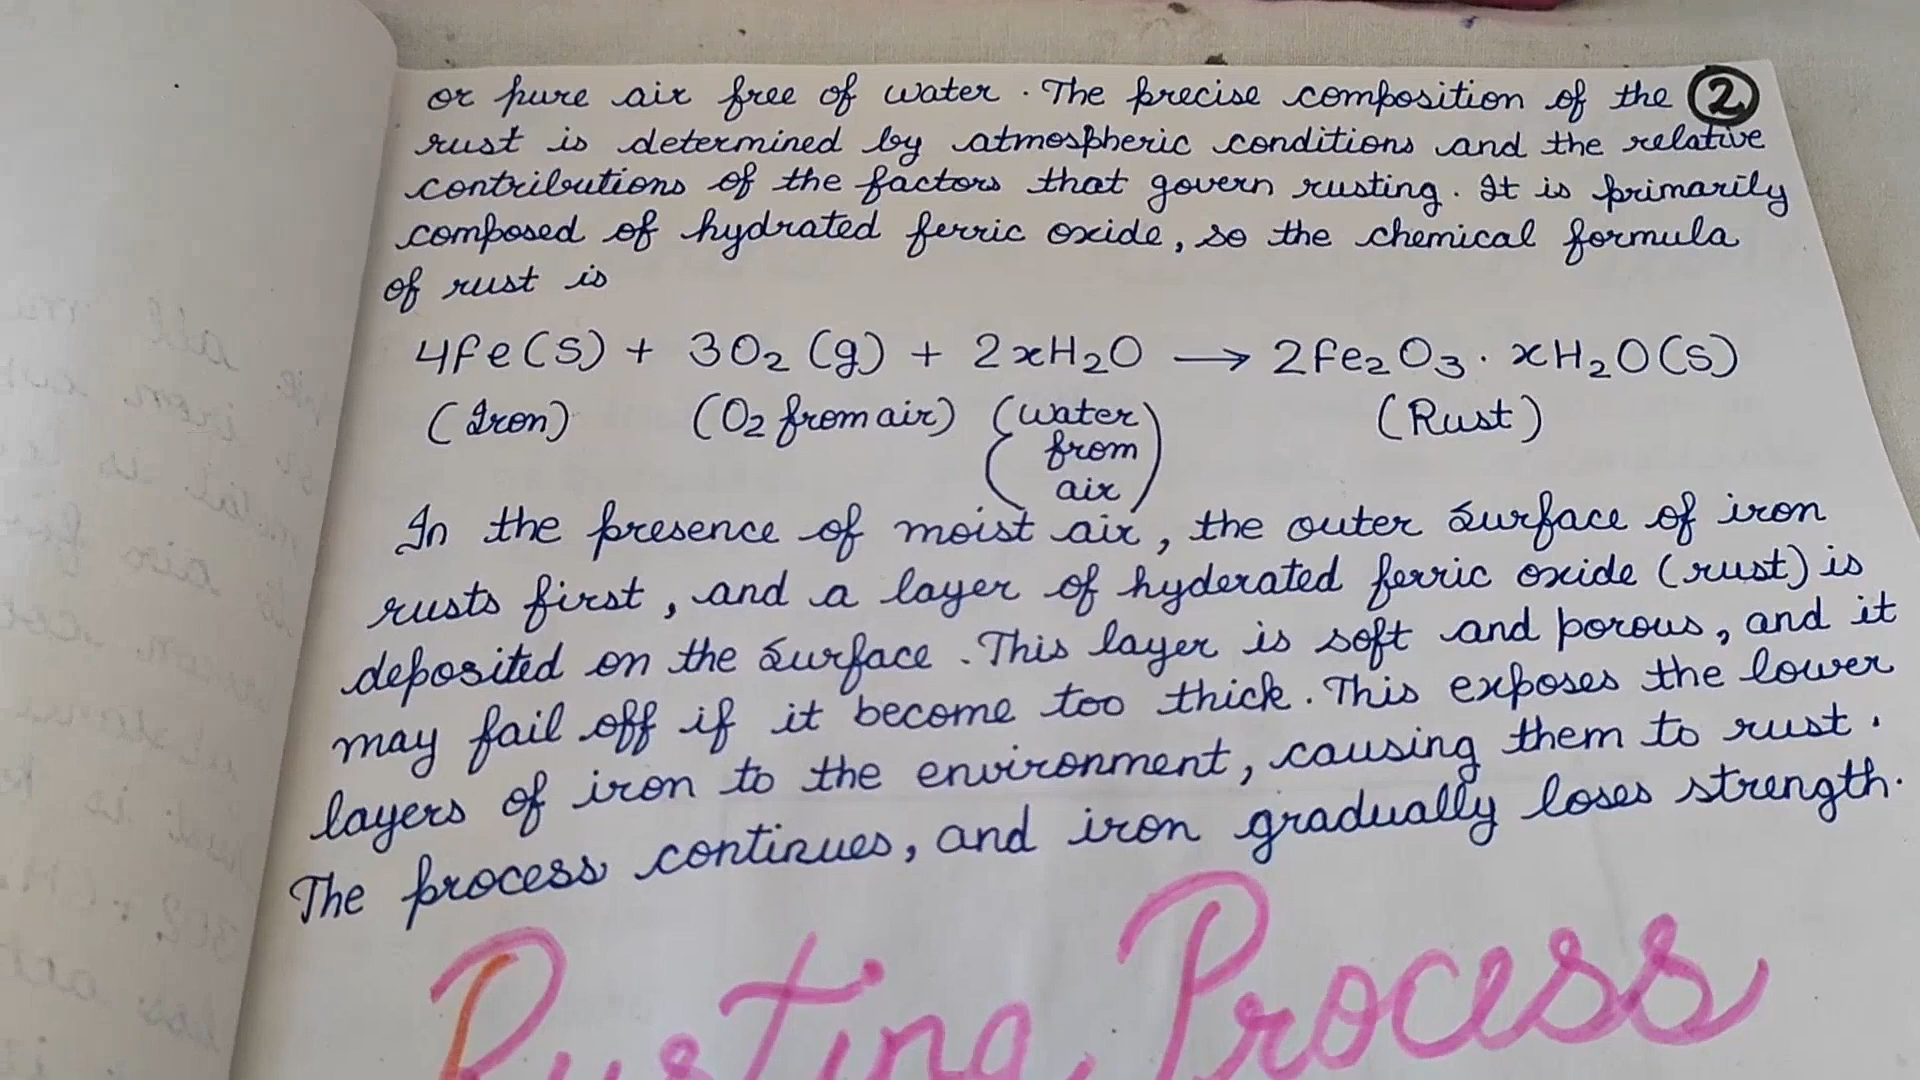 or pure air free of water. The precise composition of the 2
rust is determined by atmospheric conditions and the relative
contributions of the factors that govern rusting. It is primarily
composed of hydrated ferric oxide, so the chemical formula
of rust is
4Fe(S) + 3O₂ (g) + 2xH₂O → 2Fe₂O₃ . xH₂O(S)
(Iron) (O₂ from air) (water from air) (Rust)
In the presence of moist air, the outer surface of iron
rusts first, and a layer of hyderated ferric oxide (rust) is
deposited on the surface. This layer is soft and porous, and it
may fail off if it become too thick. This exposes the lower
layers of iron to the environment, causing them to rust.
The process continues, and iron gradually loses strength.
Rusting Process